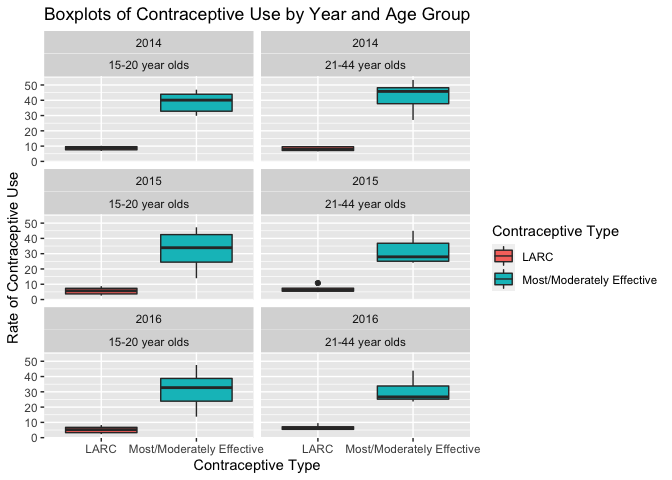 Boxplots of Contraceptive Use by Year and Age Group
2014
2014
15-20 year olds
21-44 year olds
50
40
30
20
10
0
2015
2015
15-20 year olds
21-44 year olds
50
40
30
20
10
0
2016
2016
15-20 year olds
21-44 year olds
50
40
30
20
10
0
Rate of Contraceptive Use
LARC
Most/Moderately Effective
LARC
Most/Moderately Effective
Contraceptive Type
Contraceptive Type
LARC
Most/Moderately Effective